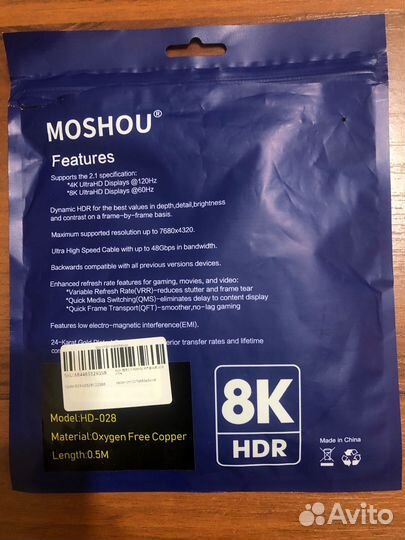 MOSHOU®
Features
Supports the 2.1 specification:
*4K UltraHD Displays @120Hz
*8K UltraHD Displays @60Hz
Dynamic HDR for the best values in depth,detail,brightness
and contrast on a frame-by-frame basis.
Maximum supported resolution up to 7680x4320.
Ultra High Speed Cable with up to 48Gbps in bandwidth.
Backwards compatible with all previous versions devices.
Enhanced refresh rate features for gaming, movies, and video:
*Variable Refresh Rate(VRR)-reduces stutter and frame tear
*Quick Media Switching(QMS)-eliminates delay to content display
*Quick Frame Transport(QFT)-smoother,no-lag gaming
Features low electro-magnetic interference(EMI).
24-Karat Gold transfer rates and lifetime
Model:HD-028
Material:Oxygen Free Copper
Length:0.5M
8K
HDR
Made in China
CE
Avito